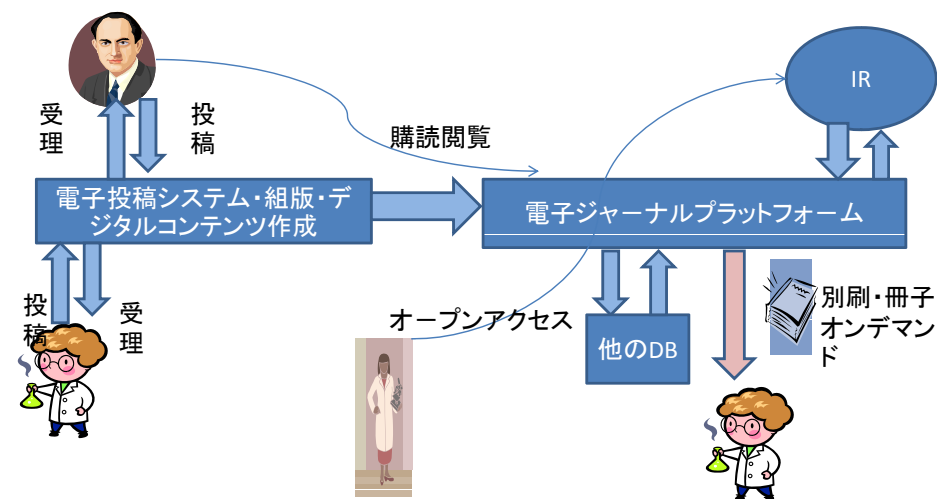 受理
投稿
購読閲覧
IR
電子投稿システム・組版・デ
ジタルコンテンツ作成
電子ジャーナルプラットフォーム
投稿
受理
オープンアクセス
他のDB
別刷・冊子
オンデマン
ド